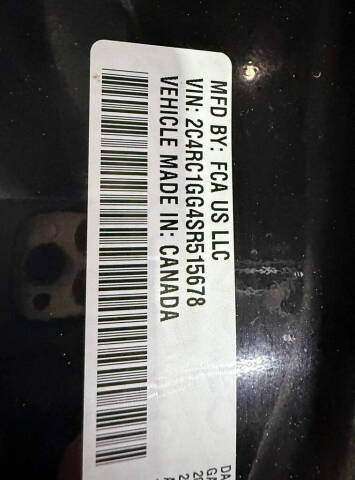 MFD BY: FCA US LLC
VIN: 2C4RC1GG4SR515678
VEHICLE MADE IN: CANADA